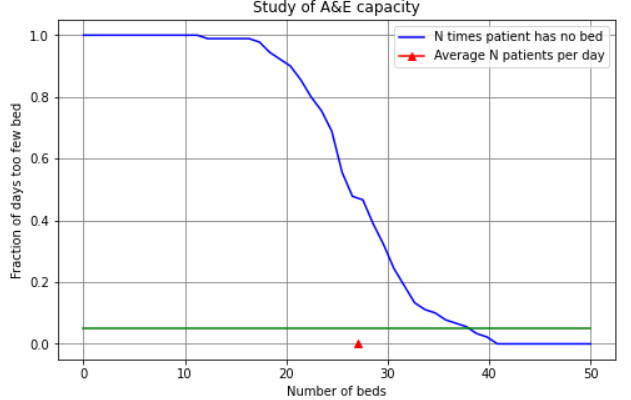 Study of A&E capacity
N times patient has no bed
Average N patients per day
Fraction of days too few bed
1.0
0.8
0.6
0.4
0.2
0.0
0 10 20 30 40 50
Number of beds